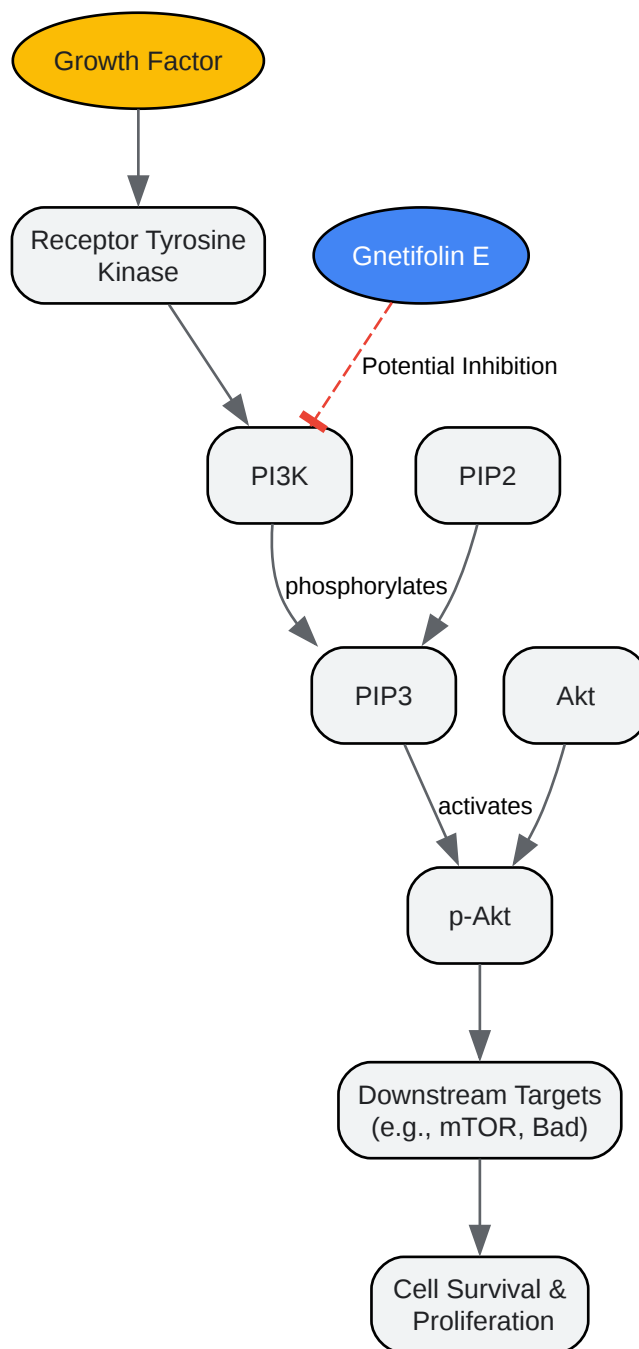 Growth Factor
Receptor Tyrosine
Kinase
Gnetifolin E
Potential Inhibition
PI3K
PIP2
phosphorylates
PIP3
Akt
activates
p-Akt
Downstream Targets
(e.g., mTOR, Bad)
Cell Survival &
Proliferation